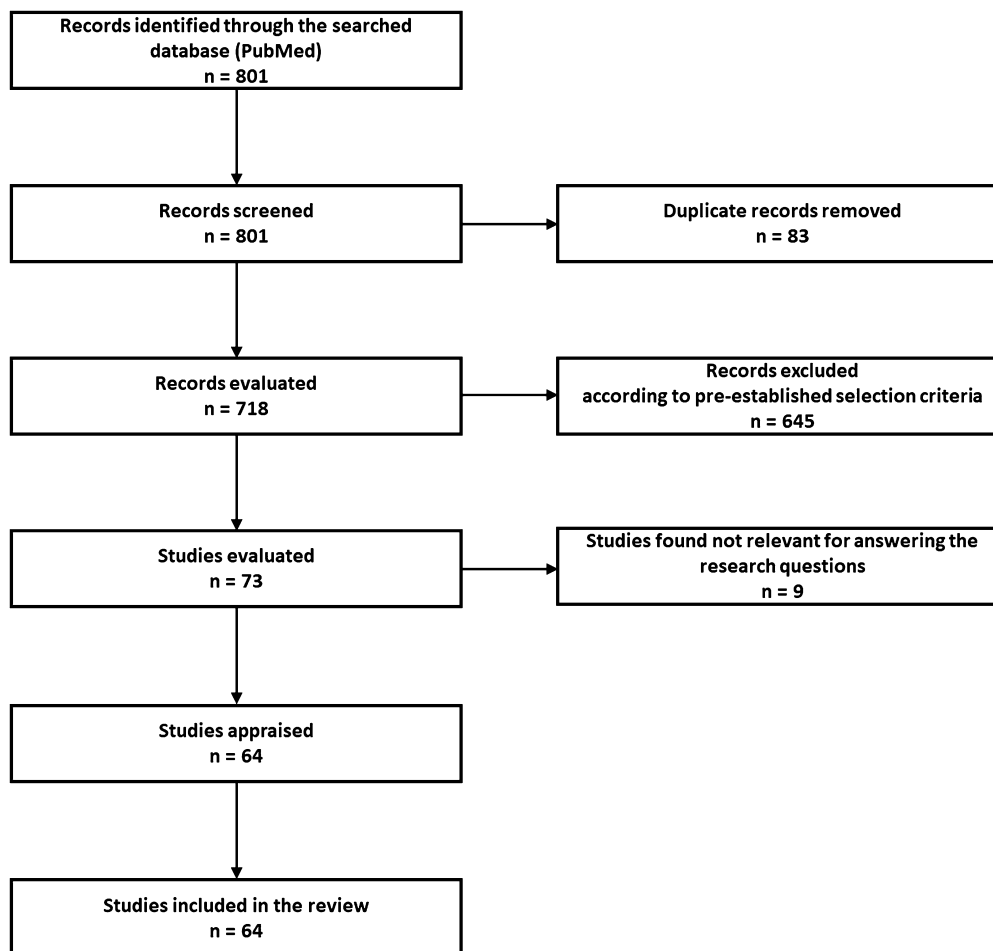 Records identified through the searched
database (PubMed)
n = 801
Records screened
n = 801
Duplicate records removed
n = 83
Records evaluated
n = 718
Records excluded
according to pre-established selection criteria
n = 645
Studies evaluated
n = 73
Studies found not relevant for answering the
research questions
n = 9
Studies appraised
n = 64
Studies included in the review
n = 64